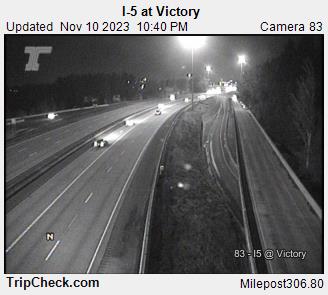 I-5 at Victory
Updated Nov 10 2023 10:40 PM Camera 83
T
N
83 - I5 @ Victory
TripCheck.com Milepost306.80